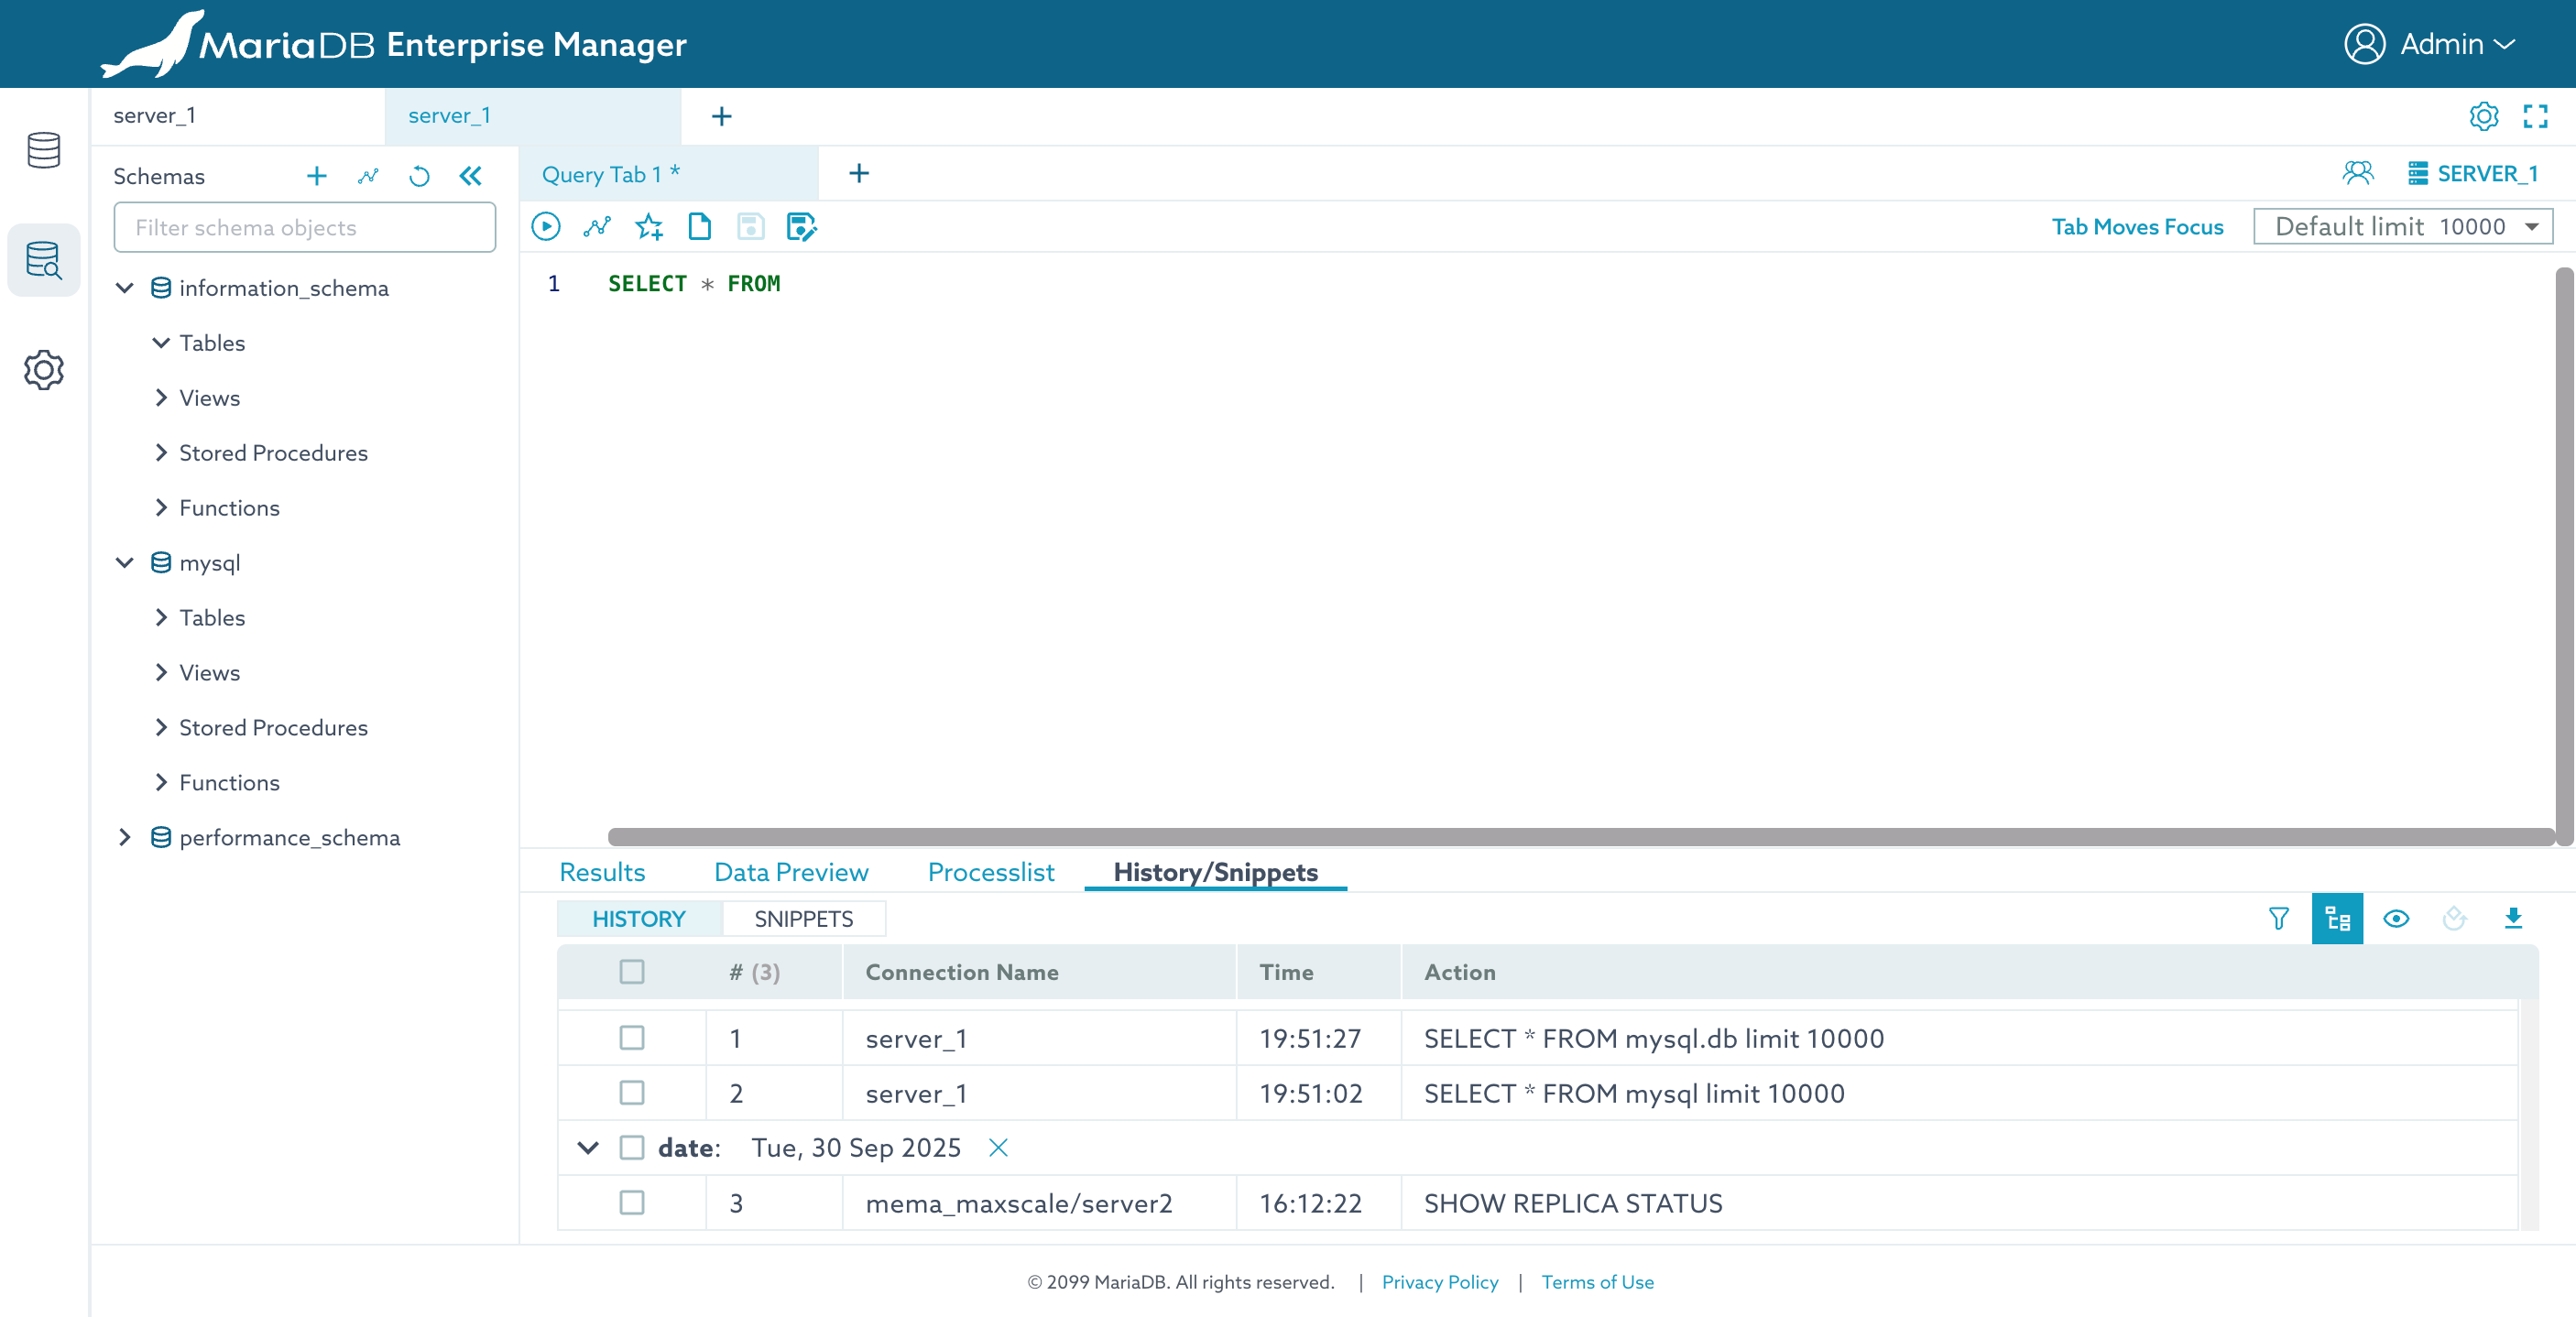 MariaDB Enterprise Manager
Admin
server_1
server_1
Schemas
Filter schema objects
information_schema
Tables
Views
Stored Procedures
Functions
mysql
Tables
Views
Stored Procedures
Functions
performance_schema
Query Tab 1 *
SERVER_1
Tab Moves Focus
Default limit 10000
1 SELECT * FROM
Results Data Preview Processlist History/Snippets
HISTORY SNIPPETS
# (3) Connection Name Time Action
1 server_1 19:51:27 SELECT * FROM mysql.db limit 10000
2 server_1 19:51:02 SELECT * FROM mysql limit 10000
date: Tue, 30 Sep 2025
3 mema_maxscale/server2 16:12:22 SHOW REPLICA STATUS
© 2099 MariaDB. All rights reserved. | Privacy Policy | Terms of Use